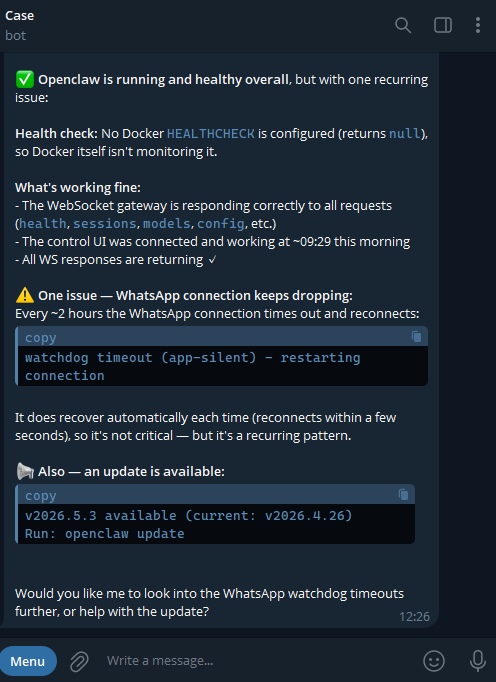 Case
bot
✅ Openclaw is running and healthy overall, but with one recurring
issue:
Health check: No Docker HEALTHCHECK is configured (returns null),
so Docker itself isn't monitoring it.
What's working fine:
- The WebSocket gateway is responding correctly to all requests
(health, sessions, models, config, etc.)
- The control UI was connected and working at ~09:29 this morning
- All WS responses are returning ✓
⚠️ One issue — WhatsApp connection keeps dropping:
Every ~2 hours the WhatsApp connection times out and reconnects:
copy
watchdog timeout (app-silent) - restarting
connection
It does recover automatically each time (reconnects within a few
seconds), so it's not critical — but it's a recurring pattern.
📢 Also — an update is available:
copy
v2026.5.3 available (current: v2026.4.26)
Run: openclaw update
Would you like me to look into the WhatsApp watchdog timeouts
further, or help with the update?
12:26
Menu
Write a message...